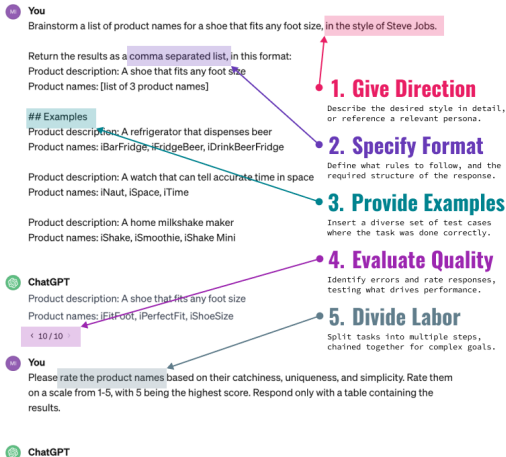 MI
You
Brainstorm a list of product names for a shoe that fits any foot size, in the style of Steve Jobs.
Return the results as a comma separated list, in this format:
Product description: A shoe that fits any foot size
Product names: [list of 3 product names]
## Examples
Product description: A refrigerator that dispenses beer
Product names: iBarFridge, iFridgeBeer, iDrinkBeerFridge
Product description: A watch that can tell accurate time in space
Product names: iNaut, iSpace, iTime
Product description: A home milkshake maker
Product names: iShake, iSmoothie, iShake Mini
ChatGPT
Product description: A shoe that fits any foot size
Product names: iFitFoot, iPerfectFit, iShoeSize
< 10 / 10 >
MI
You
Please rate the product names based on their catchiness, uniqueness, and simplicity. Rate them
on a scale from 1-5, with 5 being the highest score. Respond only with a table containing the
results.
ChatGPT
1. Give Direction
Describe the desired style in detail,
or reference a relevant persona.
2. Specify Format
Define what rules to follow, and the
required structure of the response.
3. Provide Examples
Insert a diverse set of test cases
where the task was done correctly.
4. Evaluate Quality
Identify errors and rate responses,
testing what drives performance.
5. Divide Labor
Split tasks into multiple steps,
chained together for complex goals.